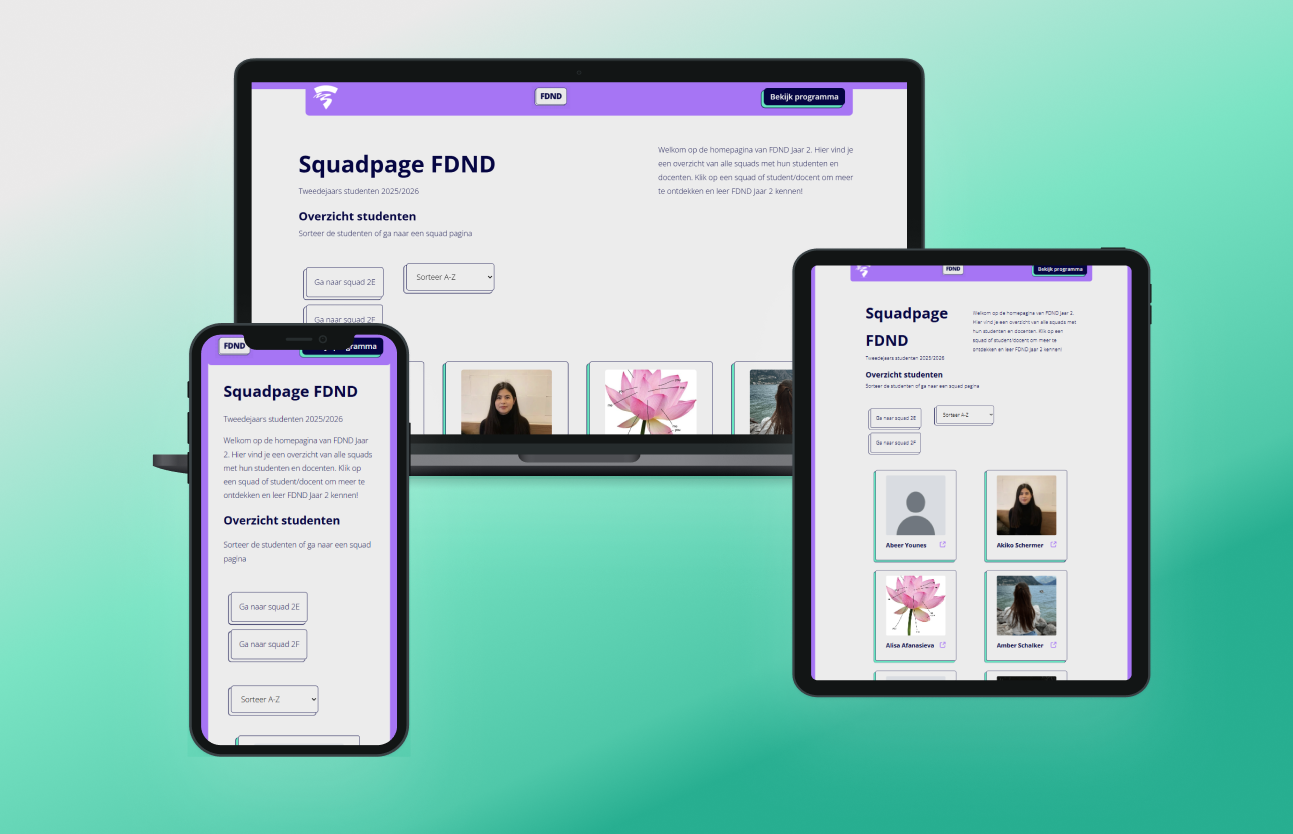 FDND
Bekijk programma
Squadpage FDND
Tweedejaars studenten 2025/2026
Welkom op de homepagina van FDND Jaar 2. Hier vind je
een overzicht van alle squads met hun studenten en
docenten. Klik op een squad of student/docent om meer
te ontdekken en leer FDND Jaar 2 kennen!
Overzicht studenten
Sorteer de studenten of ga naar een squad pagina
Ga naar squad 2E
Sorteer A-Z
Ga naar squad 2F
FDND
programma
Squadpage FDND
Tweedejaars studenten 2025/2026
Welkom op de homepagina van FDND Jaar
2. Hier vind je een overzicht van alle squads
met hun studenten en docenten. Klik op
een squad of student/docent om meer te
ontdekken en leer FDND Jaar 2 kennen!
Overzicht studenten
Sorteer de studenten of ga naar een squad
pagina
Ga naar squad 2E
Ga naar squad 2F
Sorteer A-Z
FDND
Bekijk programma
Squadpage
FDND
Tweedejaars studenten 2025/2026
Welkom op de homepagina van FDND Jaar 2.
Hier vind je een overzicht van alle squads met
hun studenten en docenten. Klik op een
squad of student/docent om meer te
ontdekken en leer FDND Jaar 2 kennen!
Overzicht studenten
Sorteer de studenten of ga naar een squad pagina
Ga naar squad 2E
Sorteer A-Z
Ga naar squad 2F
Abeer Younes
Akiko Schermer
Alisa Afanasieva
Amber Schalker